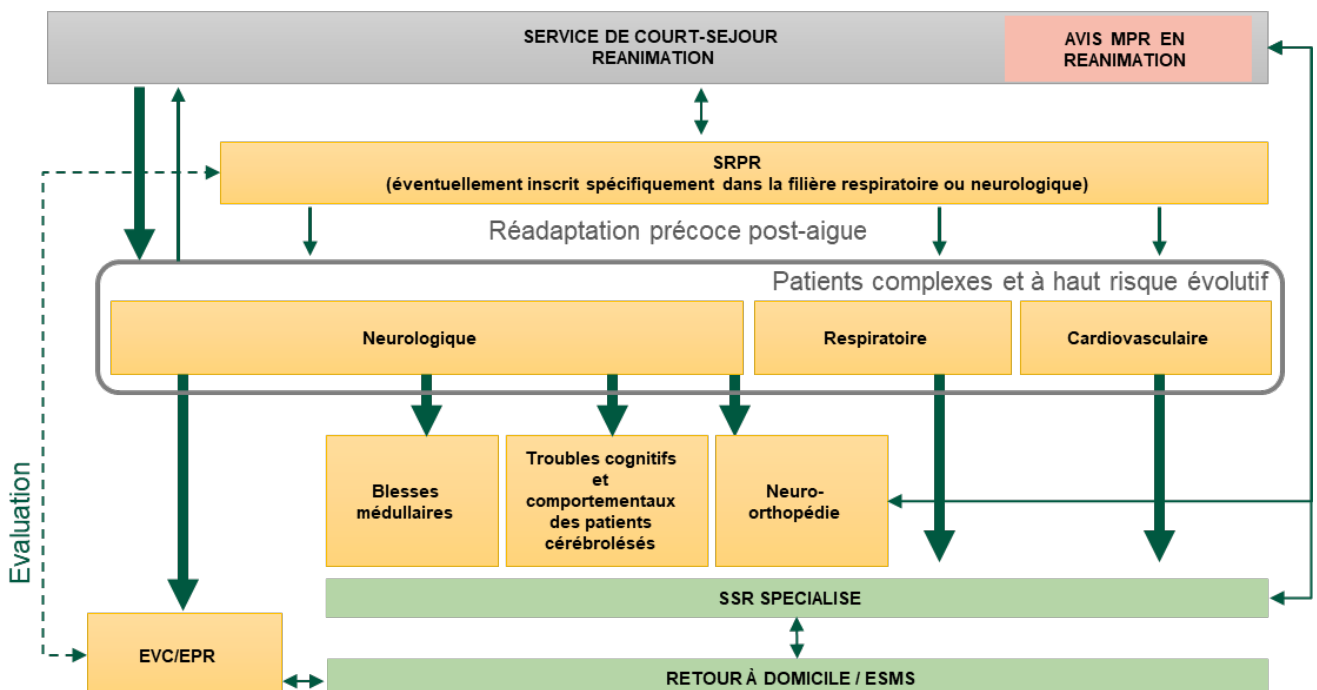 SERVICE DE COURT-SEJOUR
REANIMATION
AVIS MPR EN
REANIMATION
SRPR
(éventuellement inscrit spécifiquement dans la filière respiratoire ou neurologique)
Réadaptation précoce post-aigue
Patients complexes et à haut risque évolutif
Neurologique
Respiratoire
Cardiovasculaire
Blesses
médullaires
Troubles cognitifs
et
comportementaux
des patients
cérébrolésés
Neuro-
orthopédie
Evaluation
SSR SPECIALISE
EVC/EPR
RETOUR À DOMICILE / ESMS